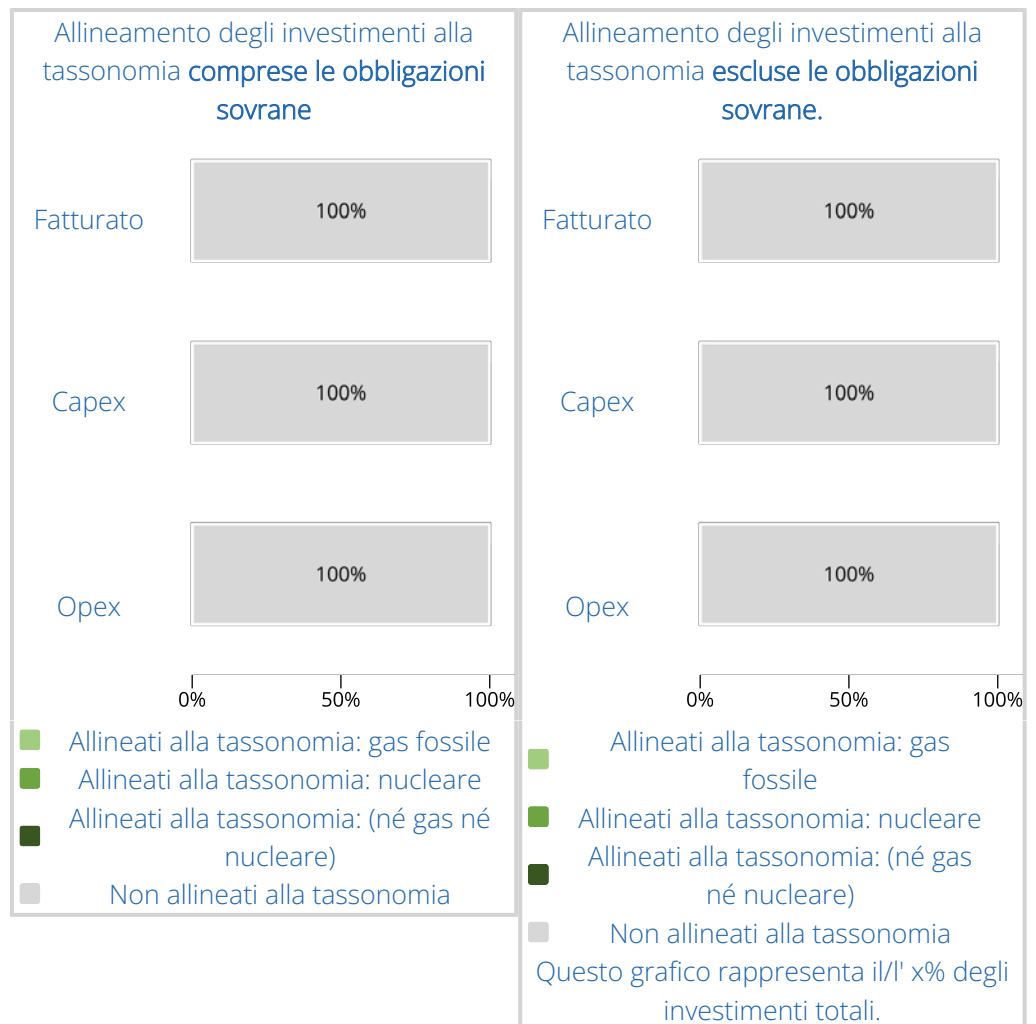 Allineamento degli investimenti alla
tassonomia comprese le obbligazioni
sovrane
Fatturato
100%
Capex
100%
Opex
100%
0%
50%
100%
Allineati alla tassonomia: gas fossile
Allineati alla tassonomia: nucleare
Allineati alla tassonomia: (né gas né
nucleare)
Non allineati alla tassonomia
Allineamento degli investimenti alla
tassonomia escluse le obbligazioni
sovrane.
Fatturato
100%
Capex
100%
Opex
100%
0%
50%
100%
Allineati alla tassonomia: gas
fossile
Allineati alla tassonomia: nucleare
Allineati alla tassonomia: (né gas
né nucleare)
Non allineati alla tassonomia
Questo grafico rappresenta il/l' x% degli
investimenti totali.